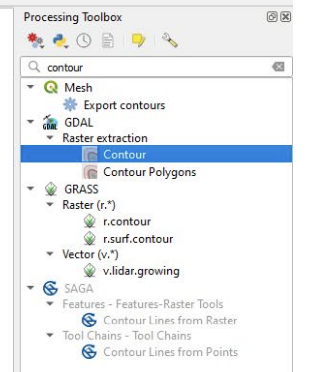 Processing Toolbox
contour
Mesh
Export contours
GDAL
Raster extraction
Contour
Contour Polygons
GRASS
Raster (r.*)
r.contour
r.surf.contour
Vector (v.*)
v.lidar.growing
SAGA
Features - Features-Raster Tools
Contour Lines from Raster
Tool Chains - Tool Chains
Contour Lines from Points